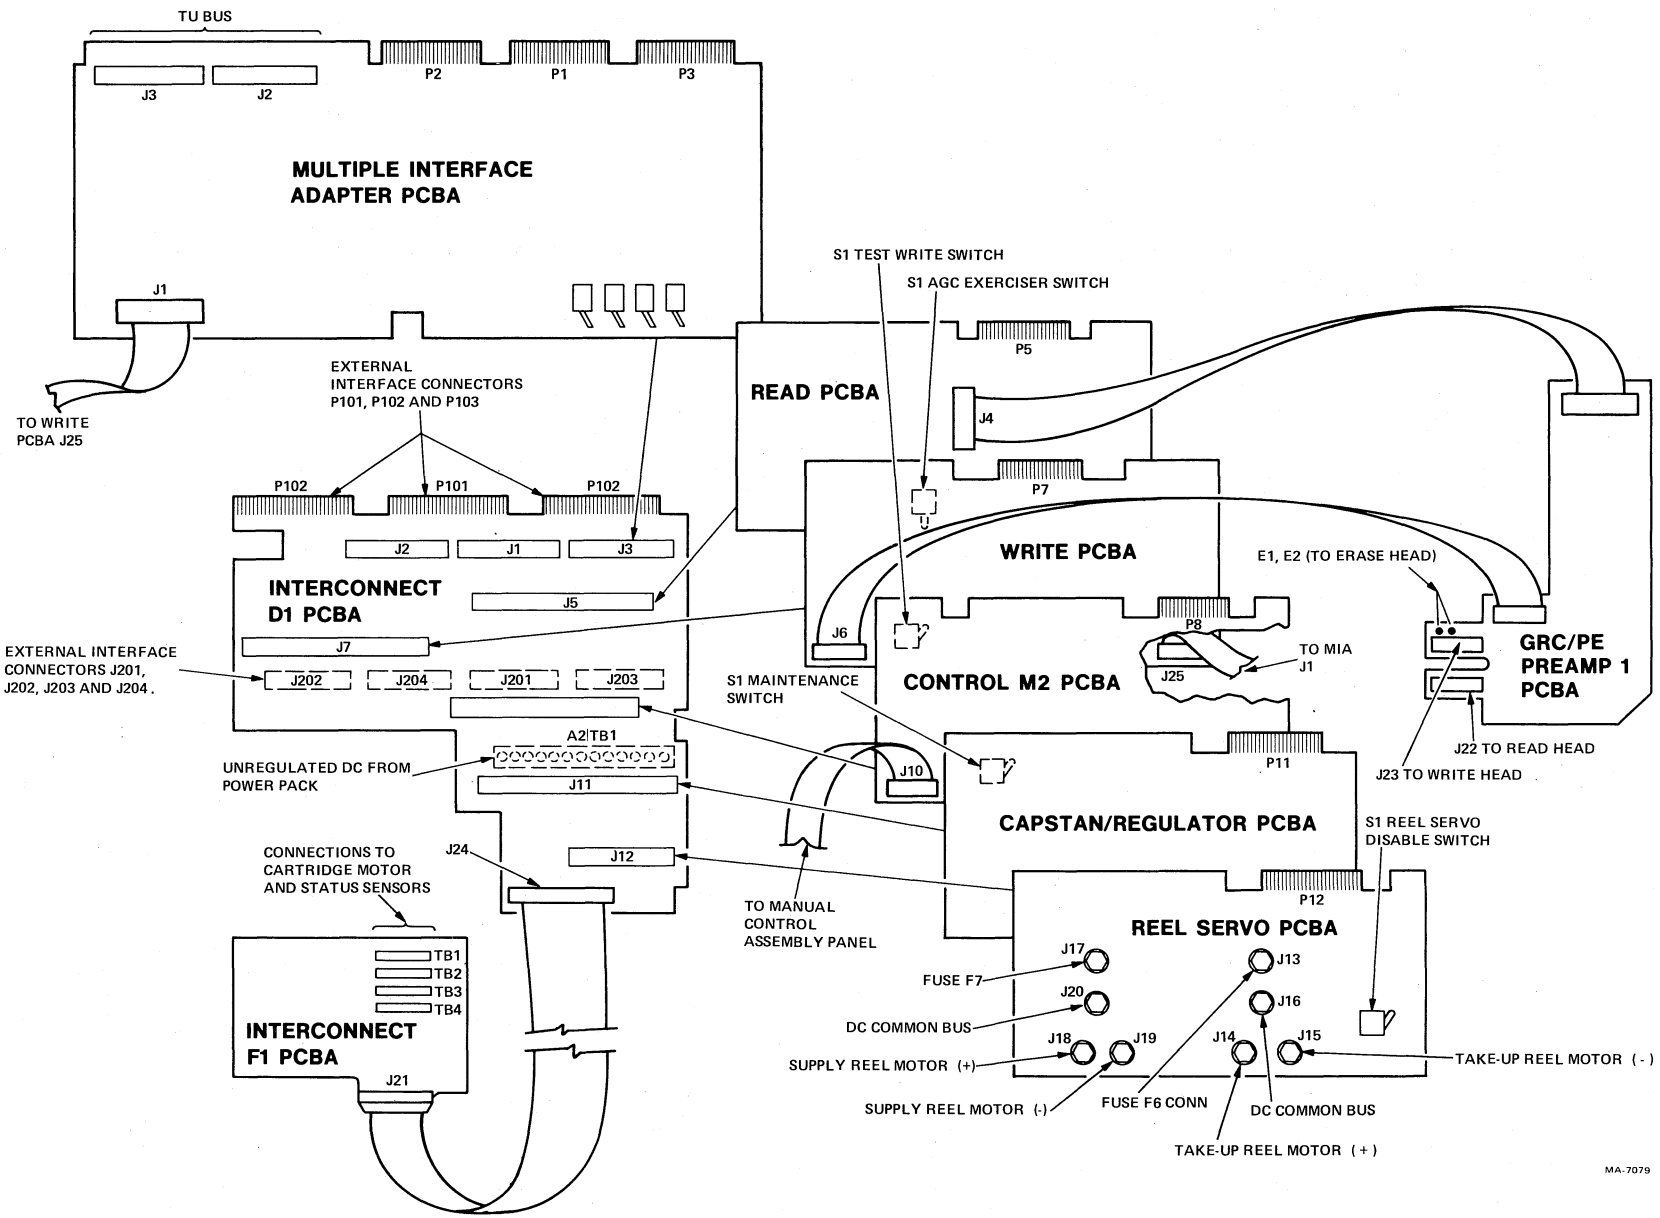 TU BUS
P2
P1
P3
J3
J2
MULTIPLE INTERFACE
ADAPTER PCBA
J1
TO WRITE
PCBA J25
EXTERNAL
INTERFACE CONNECTORS
P101, P102 AND P103
S1 TEST WRITE SWITCH
S1 AGC EXERCISER SWITCH
P5
READ PCBA
J4
P7
WRITE PCBA
J6
P102
P101
P102
J2
J1
J3
INTERCONNECT
D1 PCBA
J5
J7
EXTERNAL INTERFACE
CONNECTORS J201,
J202, J203 AND J204.
J202
J204
J201
J203
A2 TB1
UNREGULATED DC FROM
POWER PACK
J11
J12
J24
E1, E2 (TO ERASE HEAD)
GRC/PE
PREAMP 1
PCBA
J22 TO READ HEAD
J23 TO WRITE HEAD
P8
J25
TO MIA
J1
CONTROL M2 PCBA
S1 MAINTENANCE
SWITCH
J10
P11
CAPSTAN/REGULATOR PCBA
TO MANUAL
CONTROL
ASSEMBLY PANEL
S1 REEL SERVO
DISABLE SWITCH
P12
REEL SERVO PCBA
J17
J13
FUSE F7
J20
J16
DC COMMON BUS
J18
J19
J14
J15
SUPPLY REEL MOTOR (+)
TAKE-UP REEL MOTOR (-)
SUPPLY REEL MOTOR (-)
FUSE F6 CONN
DC COMMON BUS
TAKE-UP REEL MOTOR (+)
CONNECTIONS TO
CARTRIDGE MOTOR
AND STATUS SENSORS
TB1
TB2
TB3
TB4
INTERCONNECT
F1 PCBA
J21
MA-7079